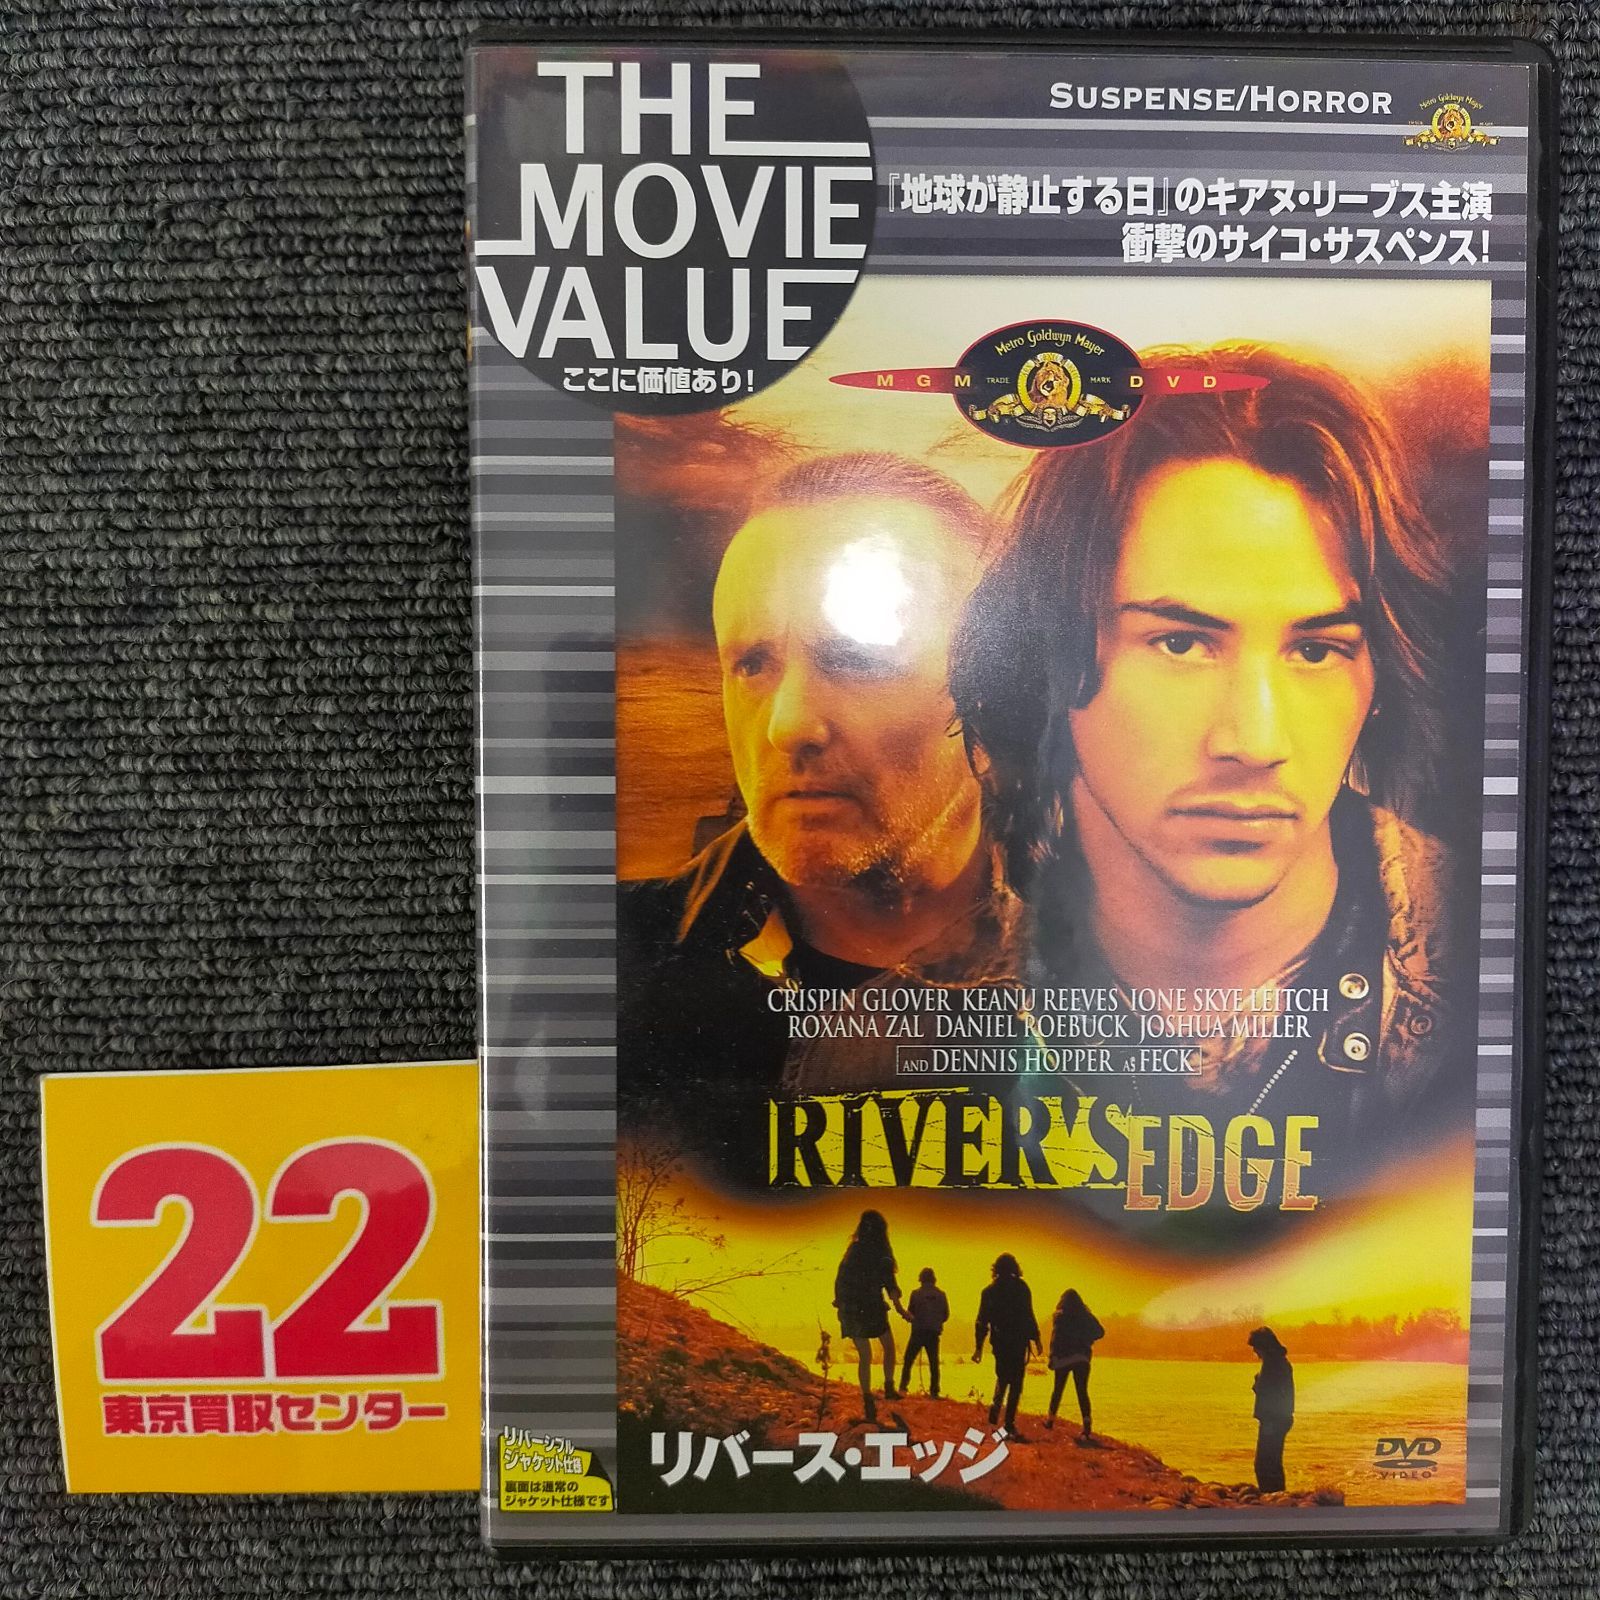 THE
MOVIE
VALUE
ここに価値あり!
SUSPENSE/HORROR
Metro Goldwyn Mayer
『地球が静止する日』のキアヌ・リーブス主演
衝撃のサイコ・サスペンス!
Metro Goldwyn Mayer
MGM TRADE MARK DVD
CRISPIN GLOVER KEANU REEVES IONE SKYE LEITCH
ROXANA ZAL DANIEL ROEBUCK JOSHUA MILLER
AND DENNIS HOPPER AS FECK
RIVER'S EDGE
リバース・エッジ
DVD
VIDEO
リバーシブル
ジャケット仕様
裏面は通常の
ジャケット仕様です
22
東京買取センター